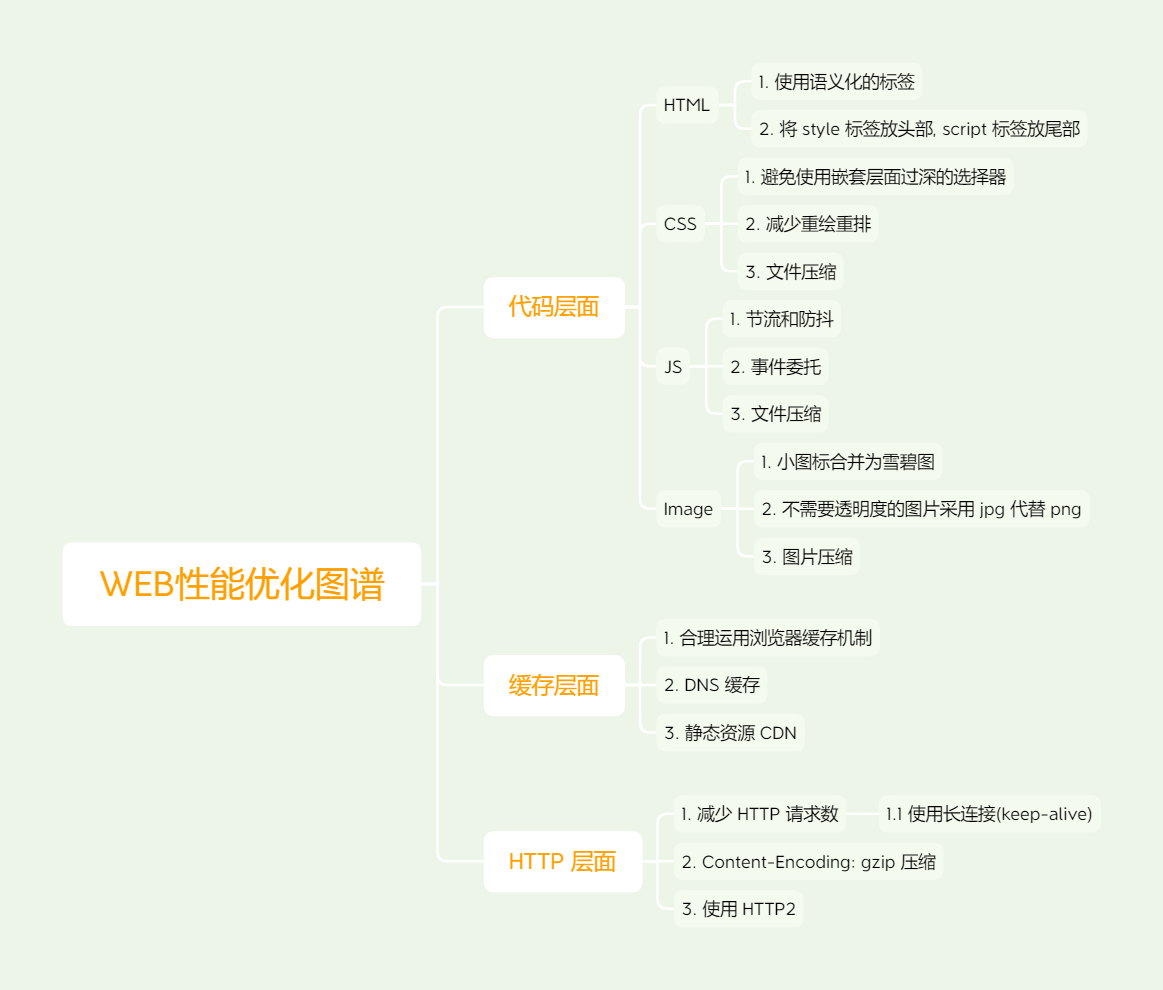 WEB性能优化图谱
代码层面
HTML
1. 使用语义化的标签
2. 将 style 标签放头部, script 标签放尾部
CSS
1. 避免使用嵌套层面过深的选择器
2. 减少重绘重排
3. 文件压缩
JS
1. 节流和防抖
2. 事件委托
3. 文件压缩
Image
1. 小图标合并为雪碧图
2. 不需要透明度的图片采用 jpg 代替 png
3. 图片压缩
缓存层面
1. 合理运用浏览器缓存机制
2. DNS 缓存
3. 静态资源 CDN
HTTP 层面
1. 减少 HTTP 请求数
1.1 使用长连接(keep-alive)
2. Content-Encoding: gzip 压缩
3. 使用 HTTP2